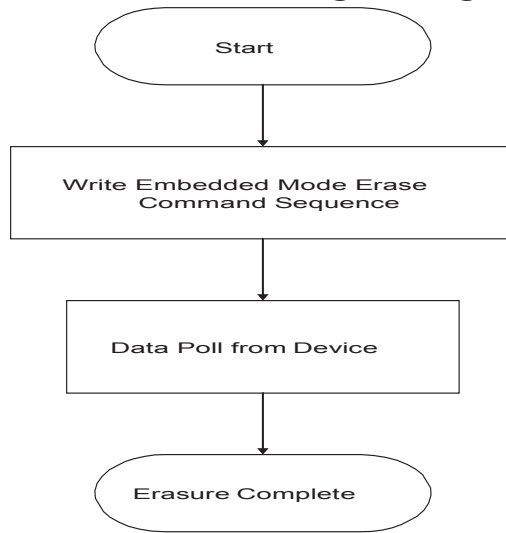 Start
Write Embedded Mode Erase
Command Sequence
Data Poll from Device
Erasure Complete